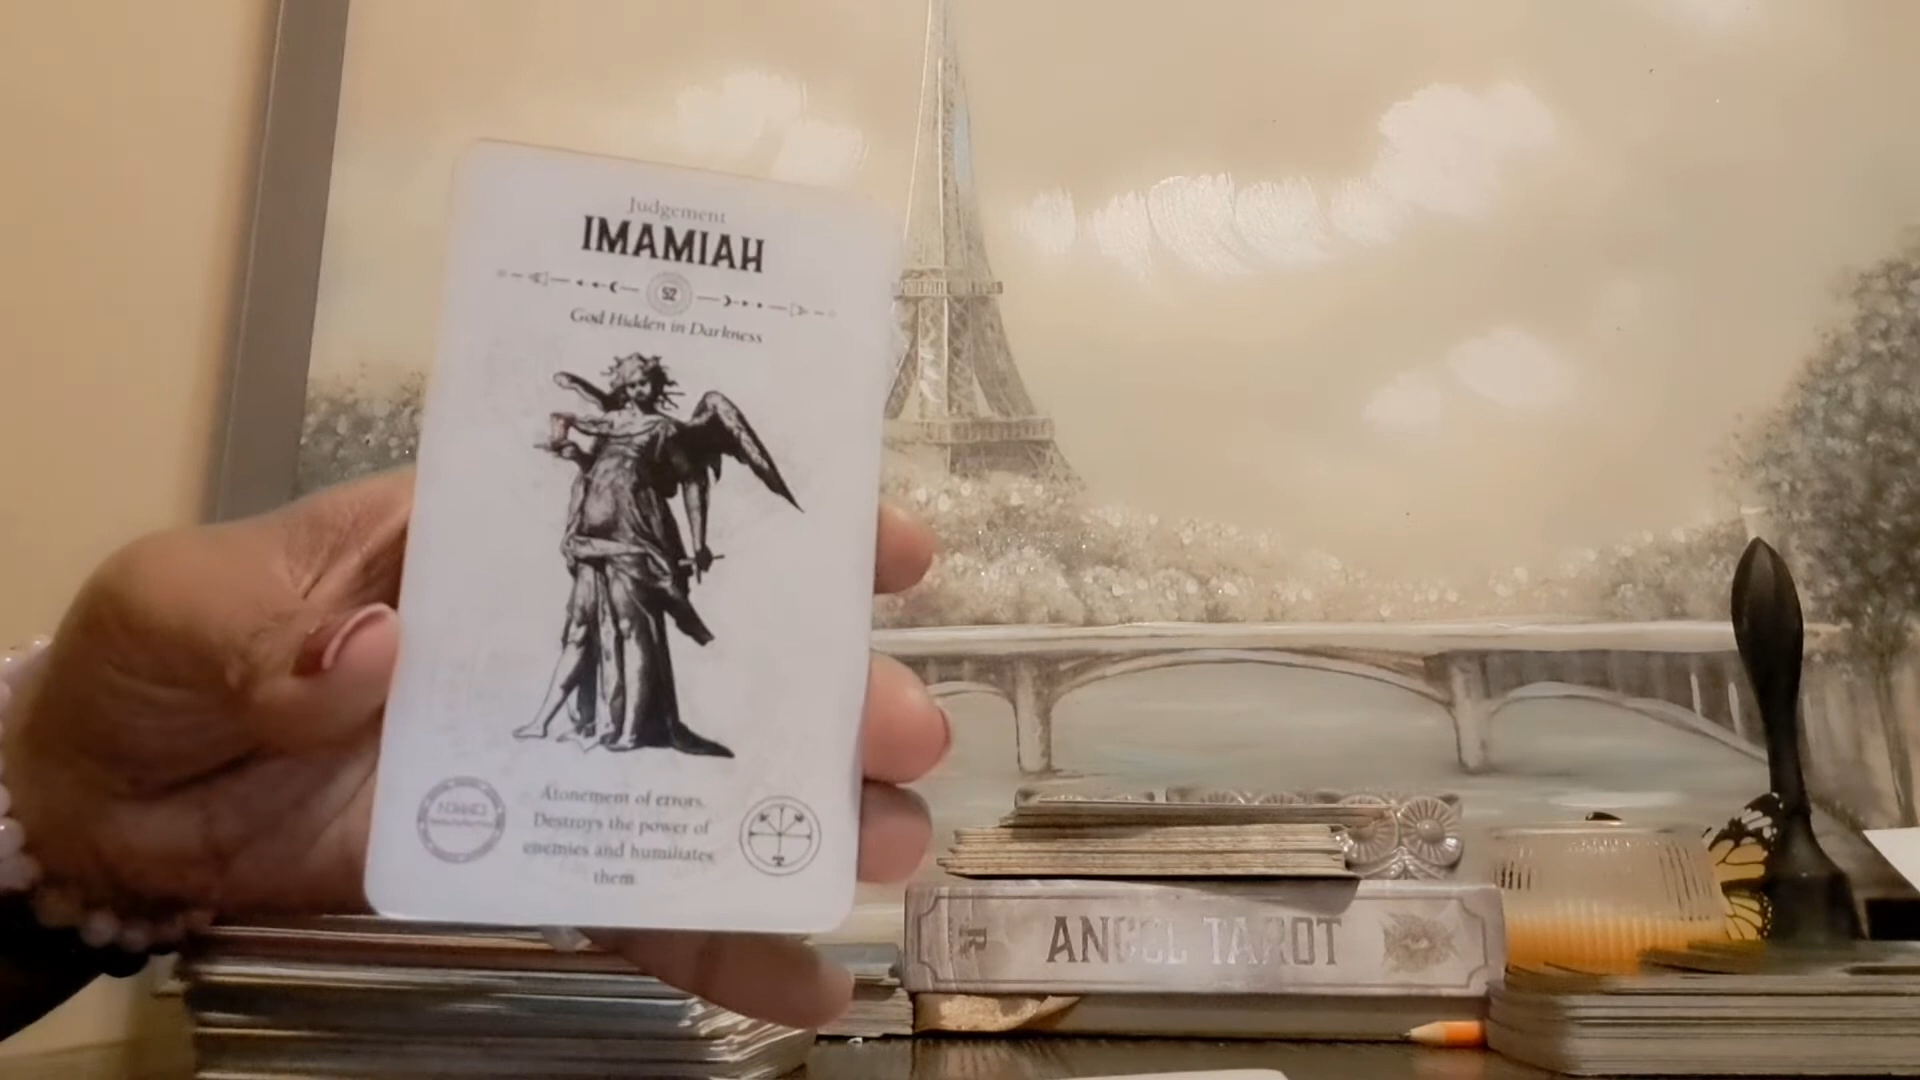 Judgement
IMAMIAH
52
God Hidden in Darkness
Atonement of errors.
Destroys the power of
enemies and humiliates
them.
ANGEL TAROT